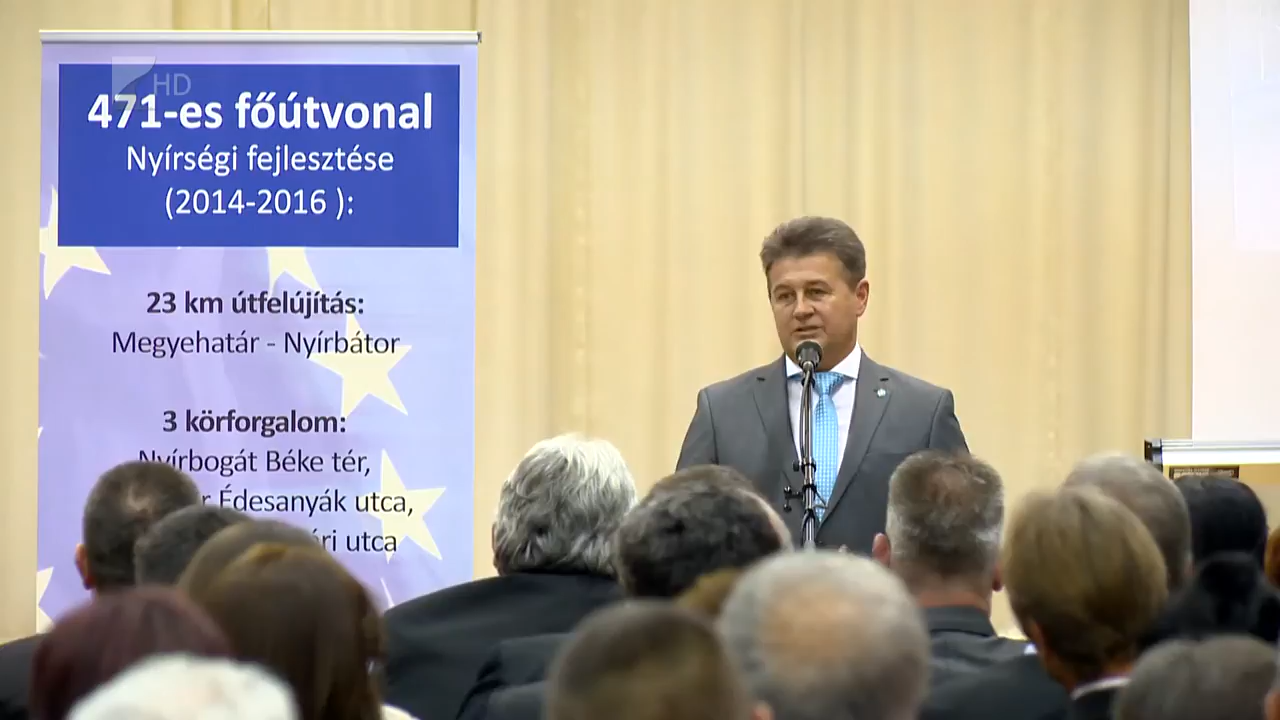 HD
471-es főútvonal
Nyírségi fejlesztése
(2014-2016 ):
23 km útfelújítás:
Megyehatár - Nyírbátor
3 körforgalom:
Nyírbogát Béke tér,
Édesanyák utca,
utca